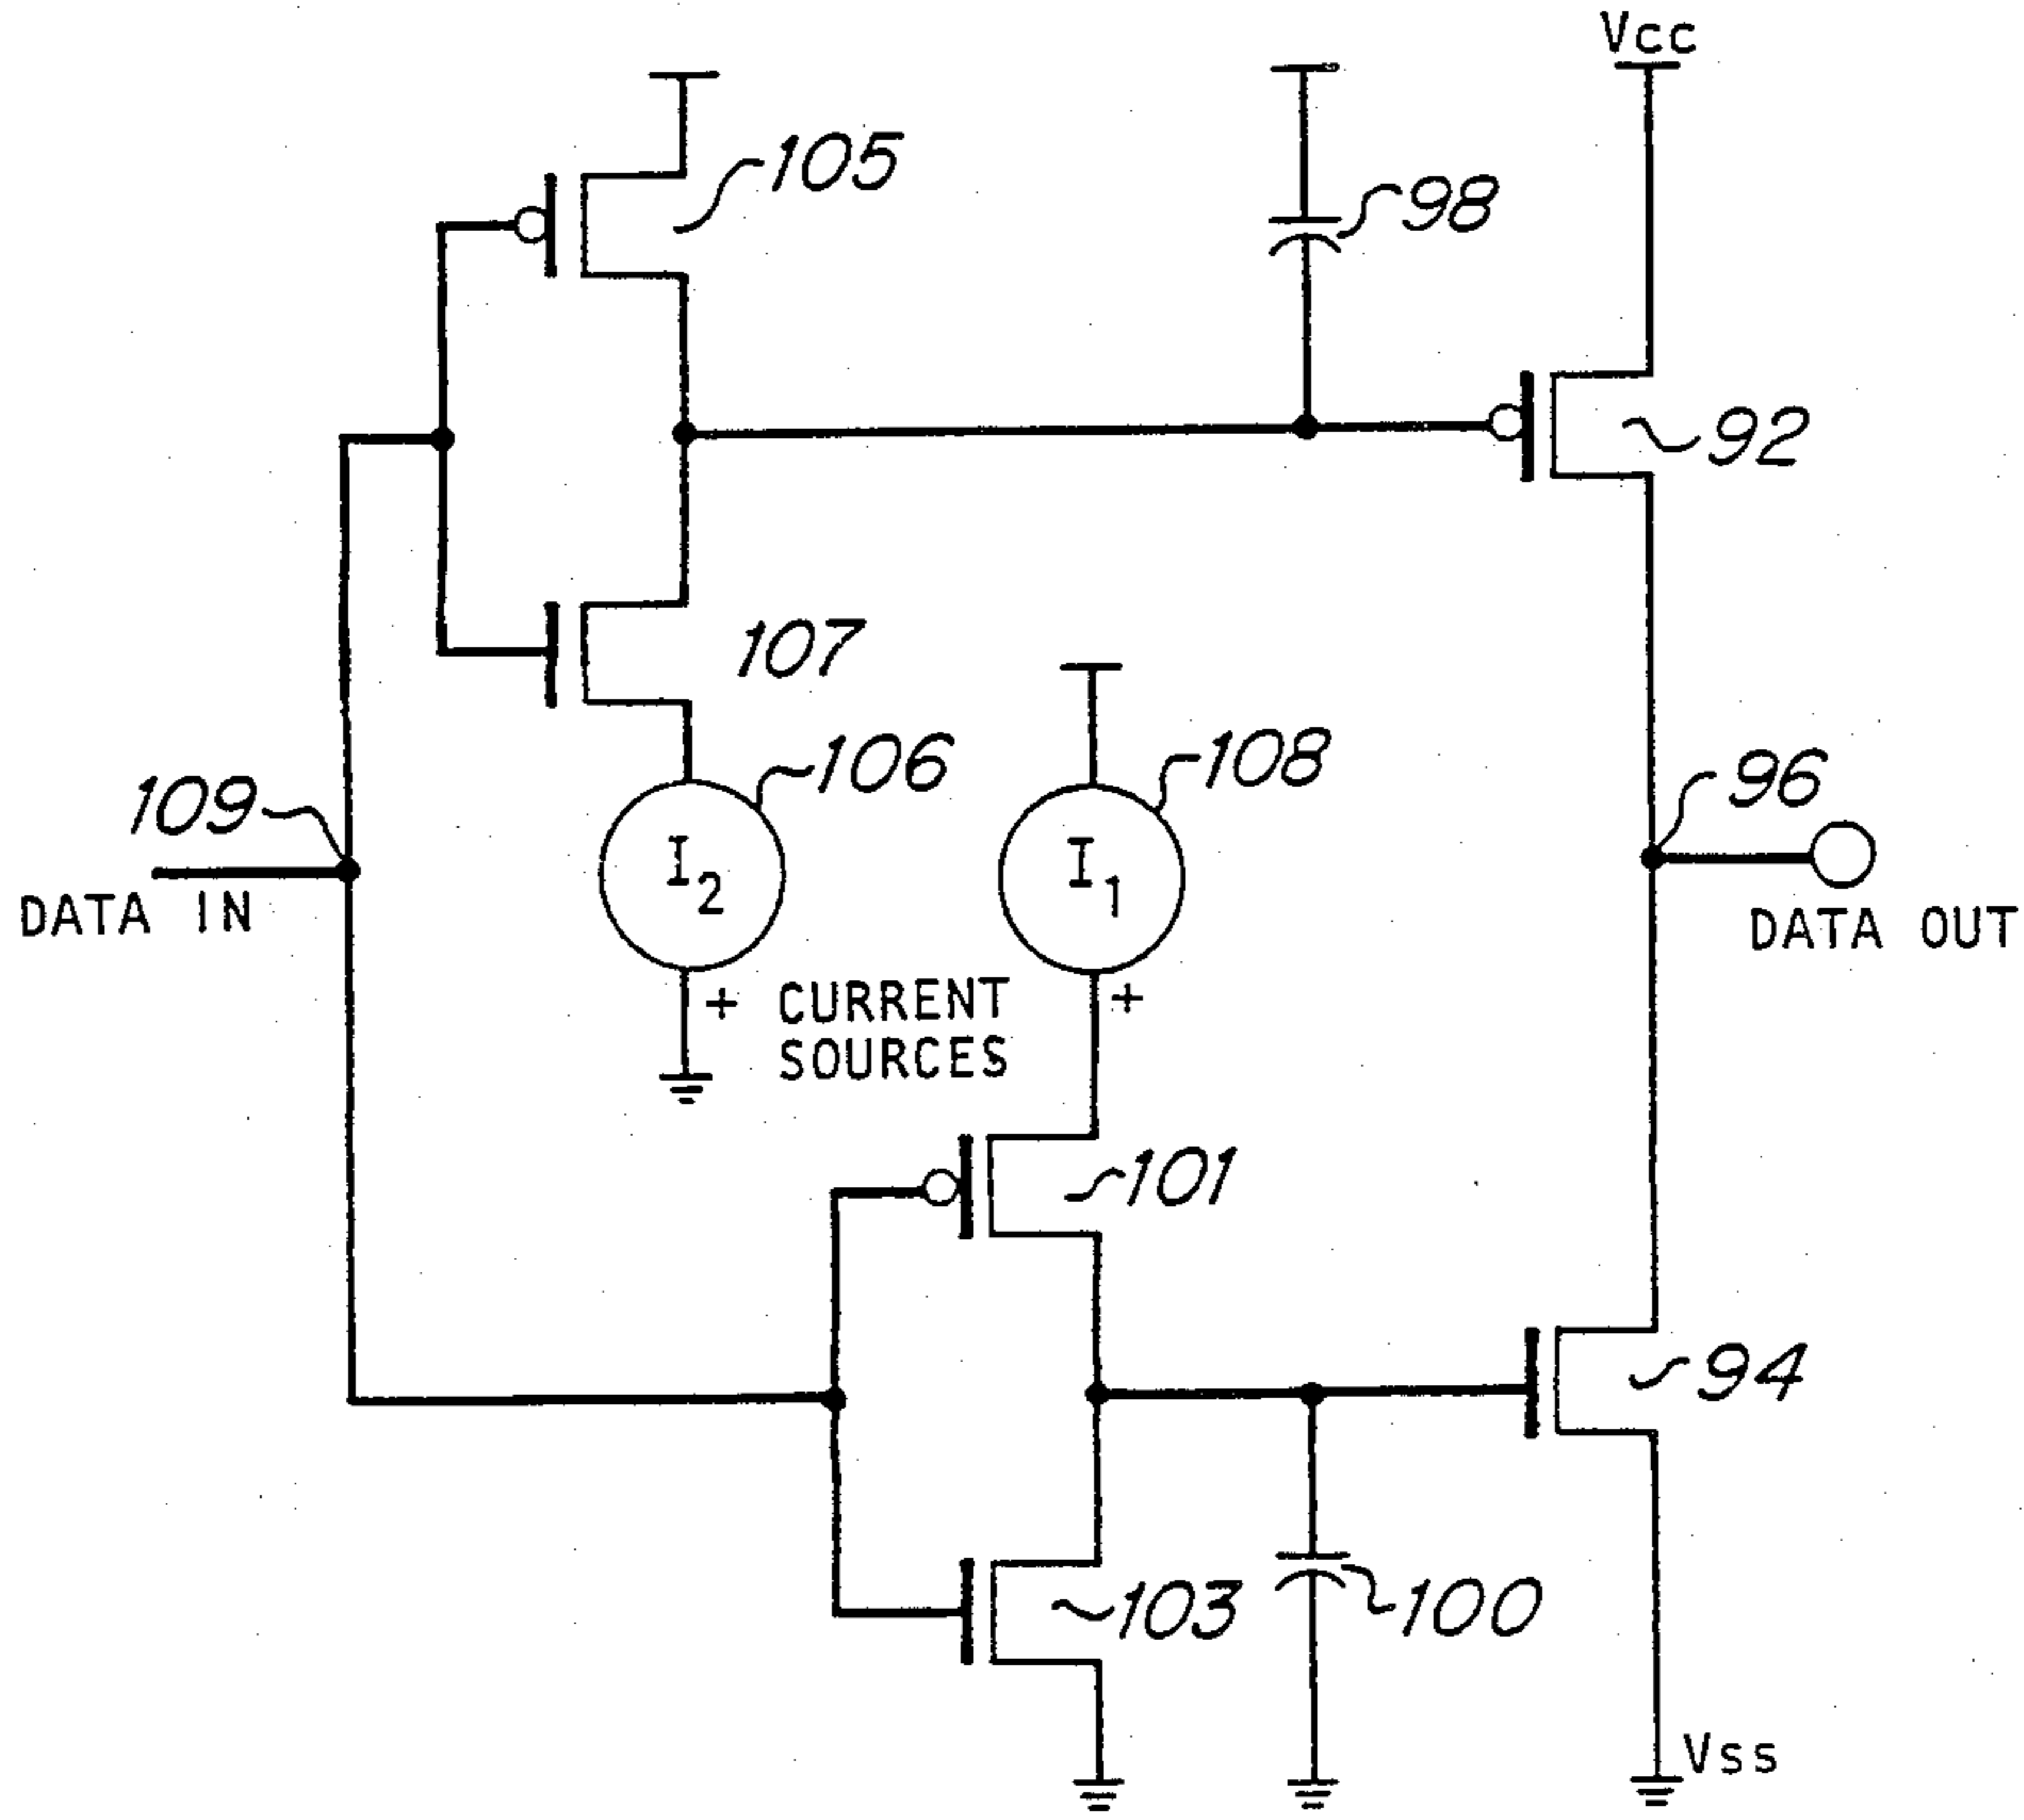 Vcc
105
98
92
107
106
108
96
109
I2
I1
DATA IN
DATA OUT
+ CURRENT +
SOURCES
101
94
103
100
Vss